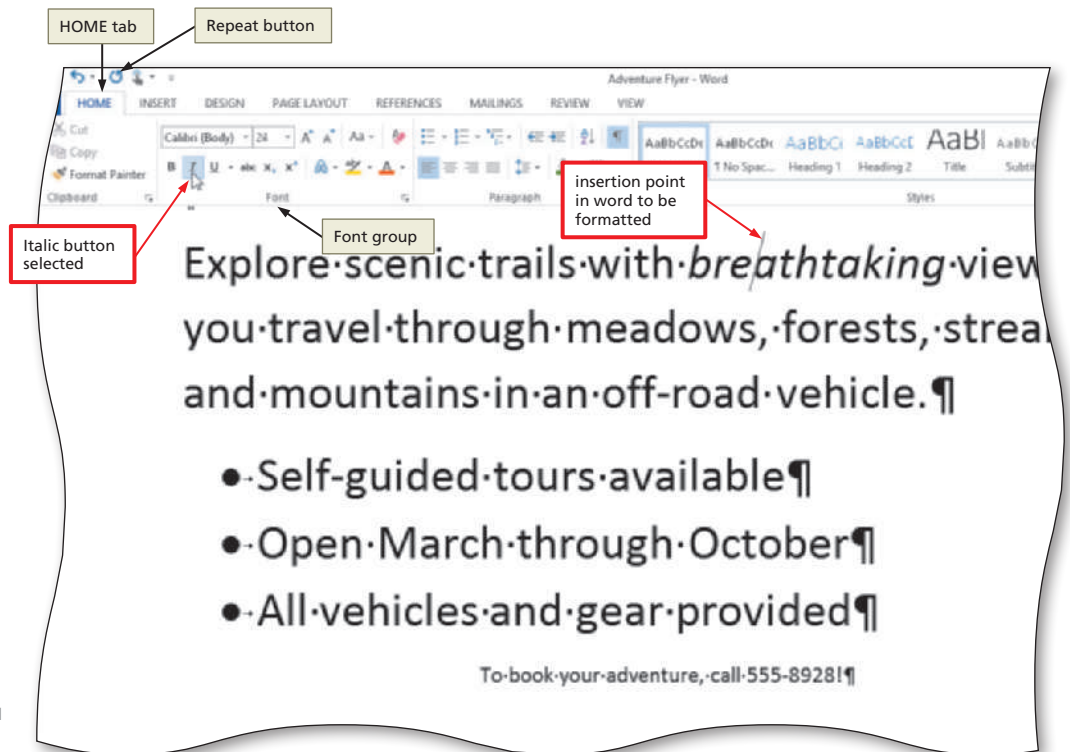 HOME tab
Repeat button
Adventure Flyer - Word
HOME INSERT DESIGN PAGE LAYOUT REFERENCES MAILINGS REVIEW VIEW
Cut
Copy
Format Painter
Calibri (Body) 24 A A Aa
B I U abc x₂ x²
AaBbCcDc AaBbCcDc AaBbCc AaBbCcC AaBl
1 No Spac... Heading 1 Heading 2 Title
Clipboard Font Paragraph Styles
insertion point
in word to be
formatted
Italic button
selected
Font group
Explore·scenic·trails·with·breathtaking·view
you·travel·through·meadows,·forests,·strea
and·mountains·in·an·off-road·vehicle.¶
●→Self-guided·tours·available¶
●→Open·March·through·October¶
●→All·vehicles·and·gear·provided¶
To·book·your·adventure,·call·555-8928!¶